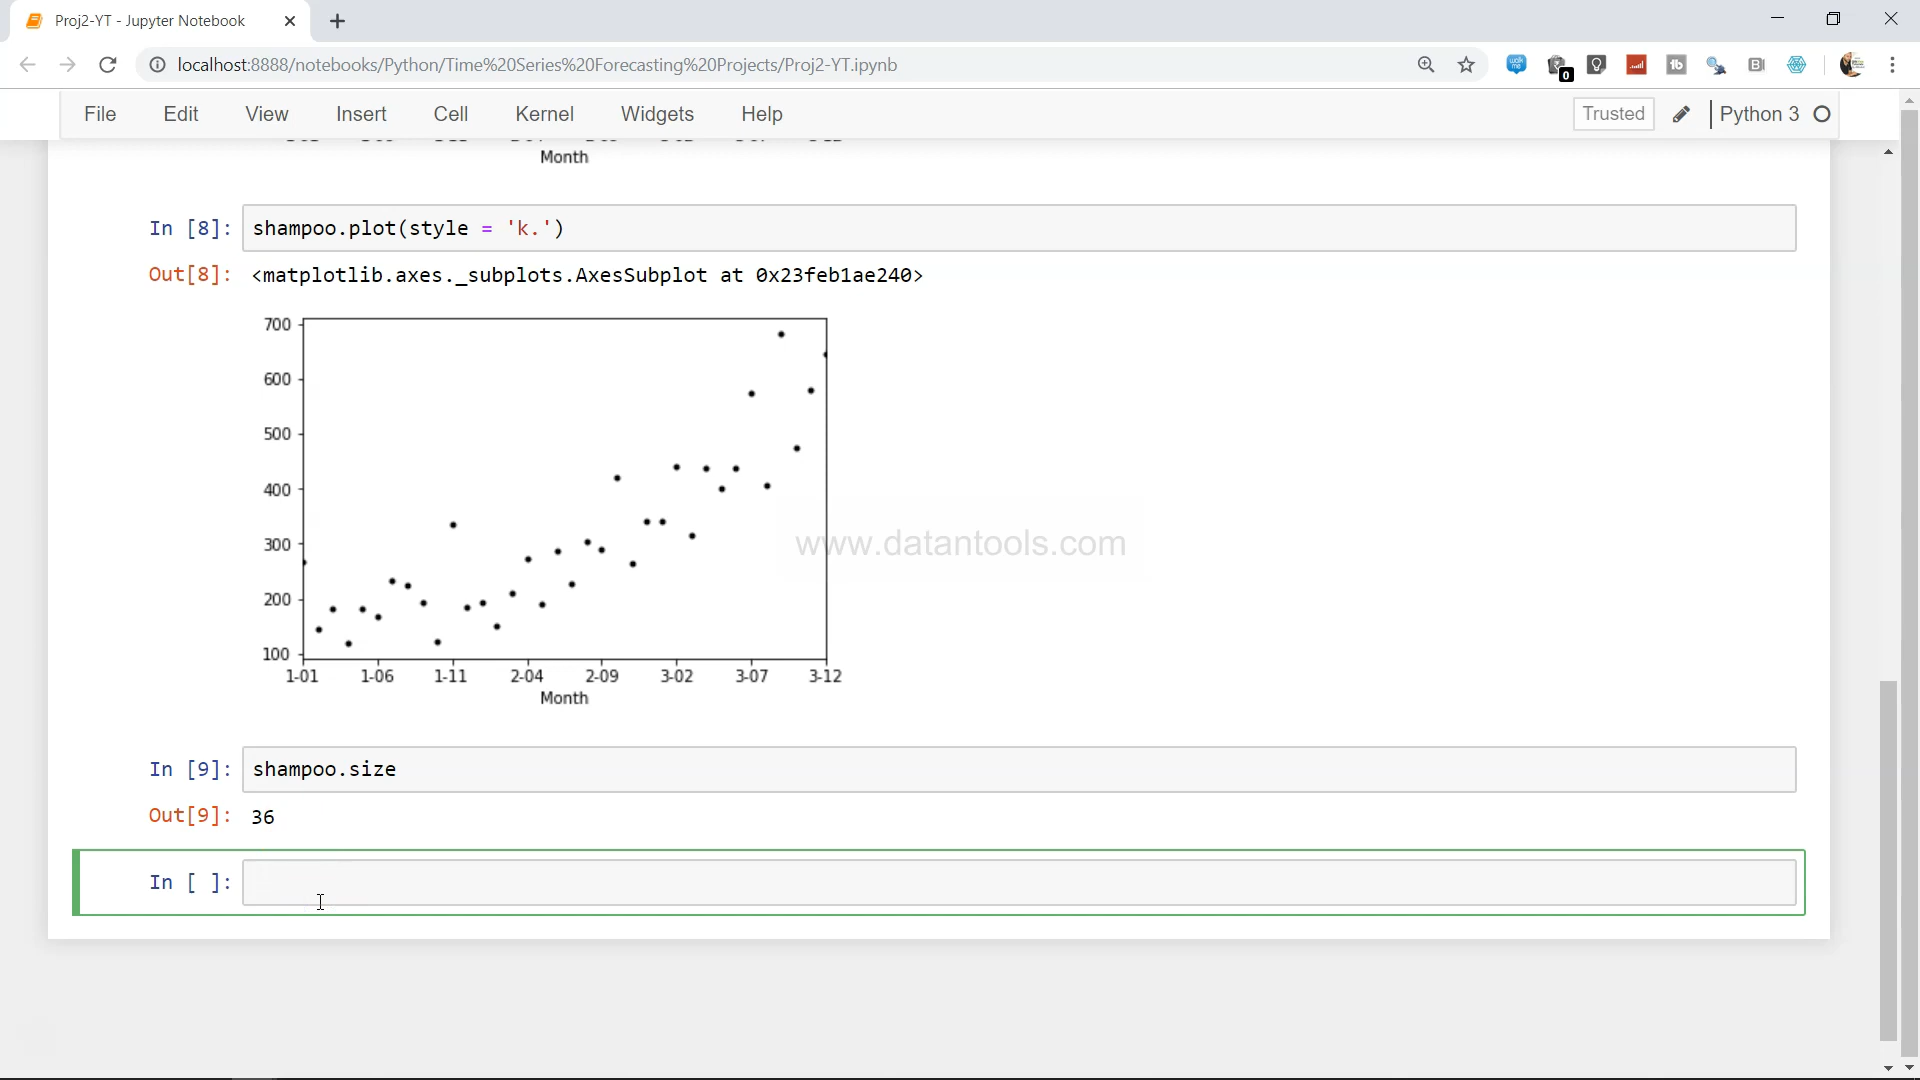 Proj2-YT - Jupyter Notebook
localhost:8888/notebooks/Python/Time%20Series%20Forecasting%20Projects/Proj2-YT.ipynb
0
File Edit View Insert Cell Kernel Widgets Help Trusted Python 3
Month
In [8]: shampoo.plot(style = 'k.')
Out[8]: <matplotlib.axes._subplots.AxesSubplot at 0x23feb1ae240>
700
600
500
400
300
200
100
1-01 1-06 1-11 2-04 2-09 3-02 3-07 3-12
Month
www.datantools.com
In [9]: shampoo.size
Out[9]: 36
In [ ]: